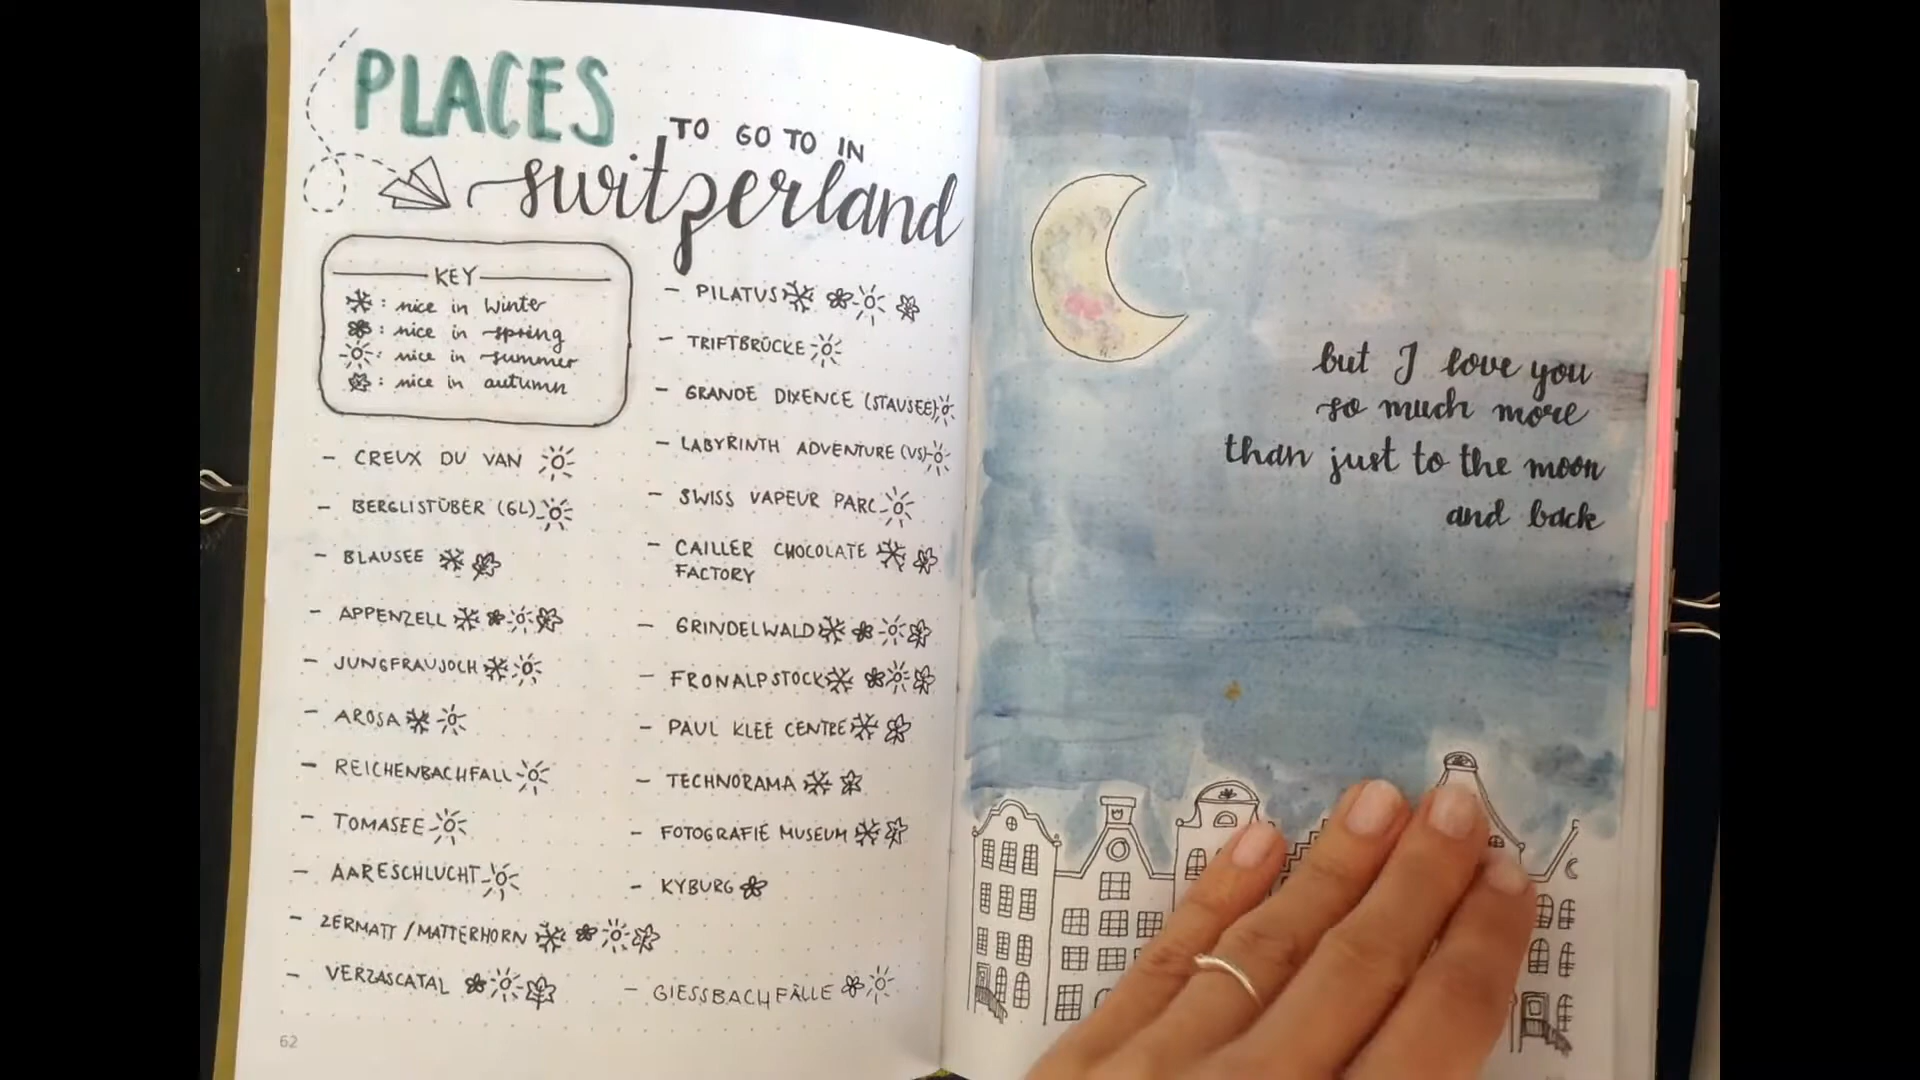 PLACES
TO GO TO IN
switzerland
KEY
: nice in winter
: nice in spring
: nice in summer
: nice in autumn
- CREUX DU VAN
- BERGLISTÜBER (GL)
- BLAUSEE
- APPENZELL
- JUNGFRAUJOCH
- AROSA
- REICHENBACHFALL
- TOMASEE
- AARESCHLUCHT
- ZERMATT / MATTERHORN
- VERZASCATAL
62
- PILATUS
- TRIFTBRÜCKE
- GRANDE DIXENCE (STAUSEE)
- LABYRINTH ADVENTURE (VS)
- SWISS VAPEUR PARC
- CAILLER CHOCOLATE
FACTORY
- GRINDELWALD
- FRONALPSTOCK
- PAUL KLEE CENTRE
- TECHNORAMA
- FOTOGRAFIE MUSEUM
- KYBURG
- GIESSBACHFÄLLE
but I love you
so much more
than just to the moon
and back